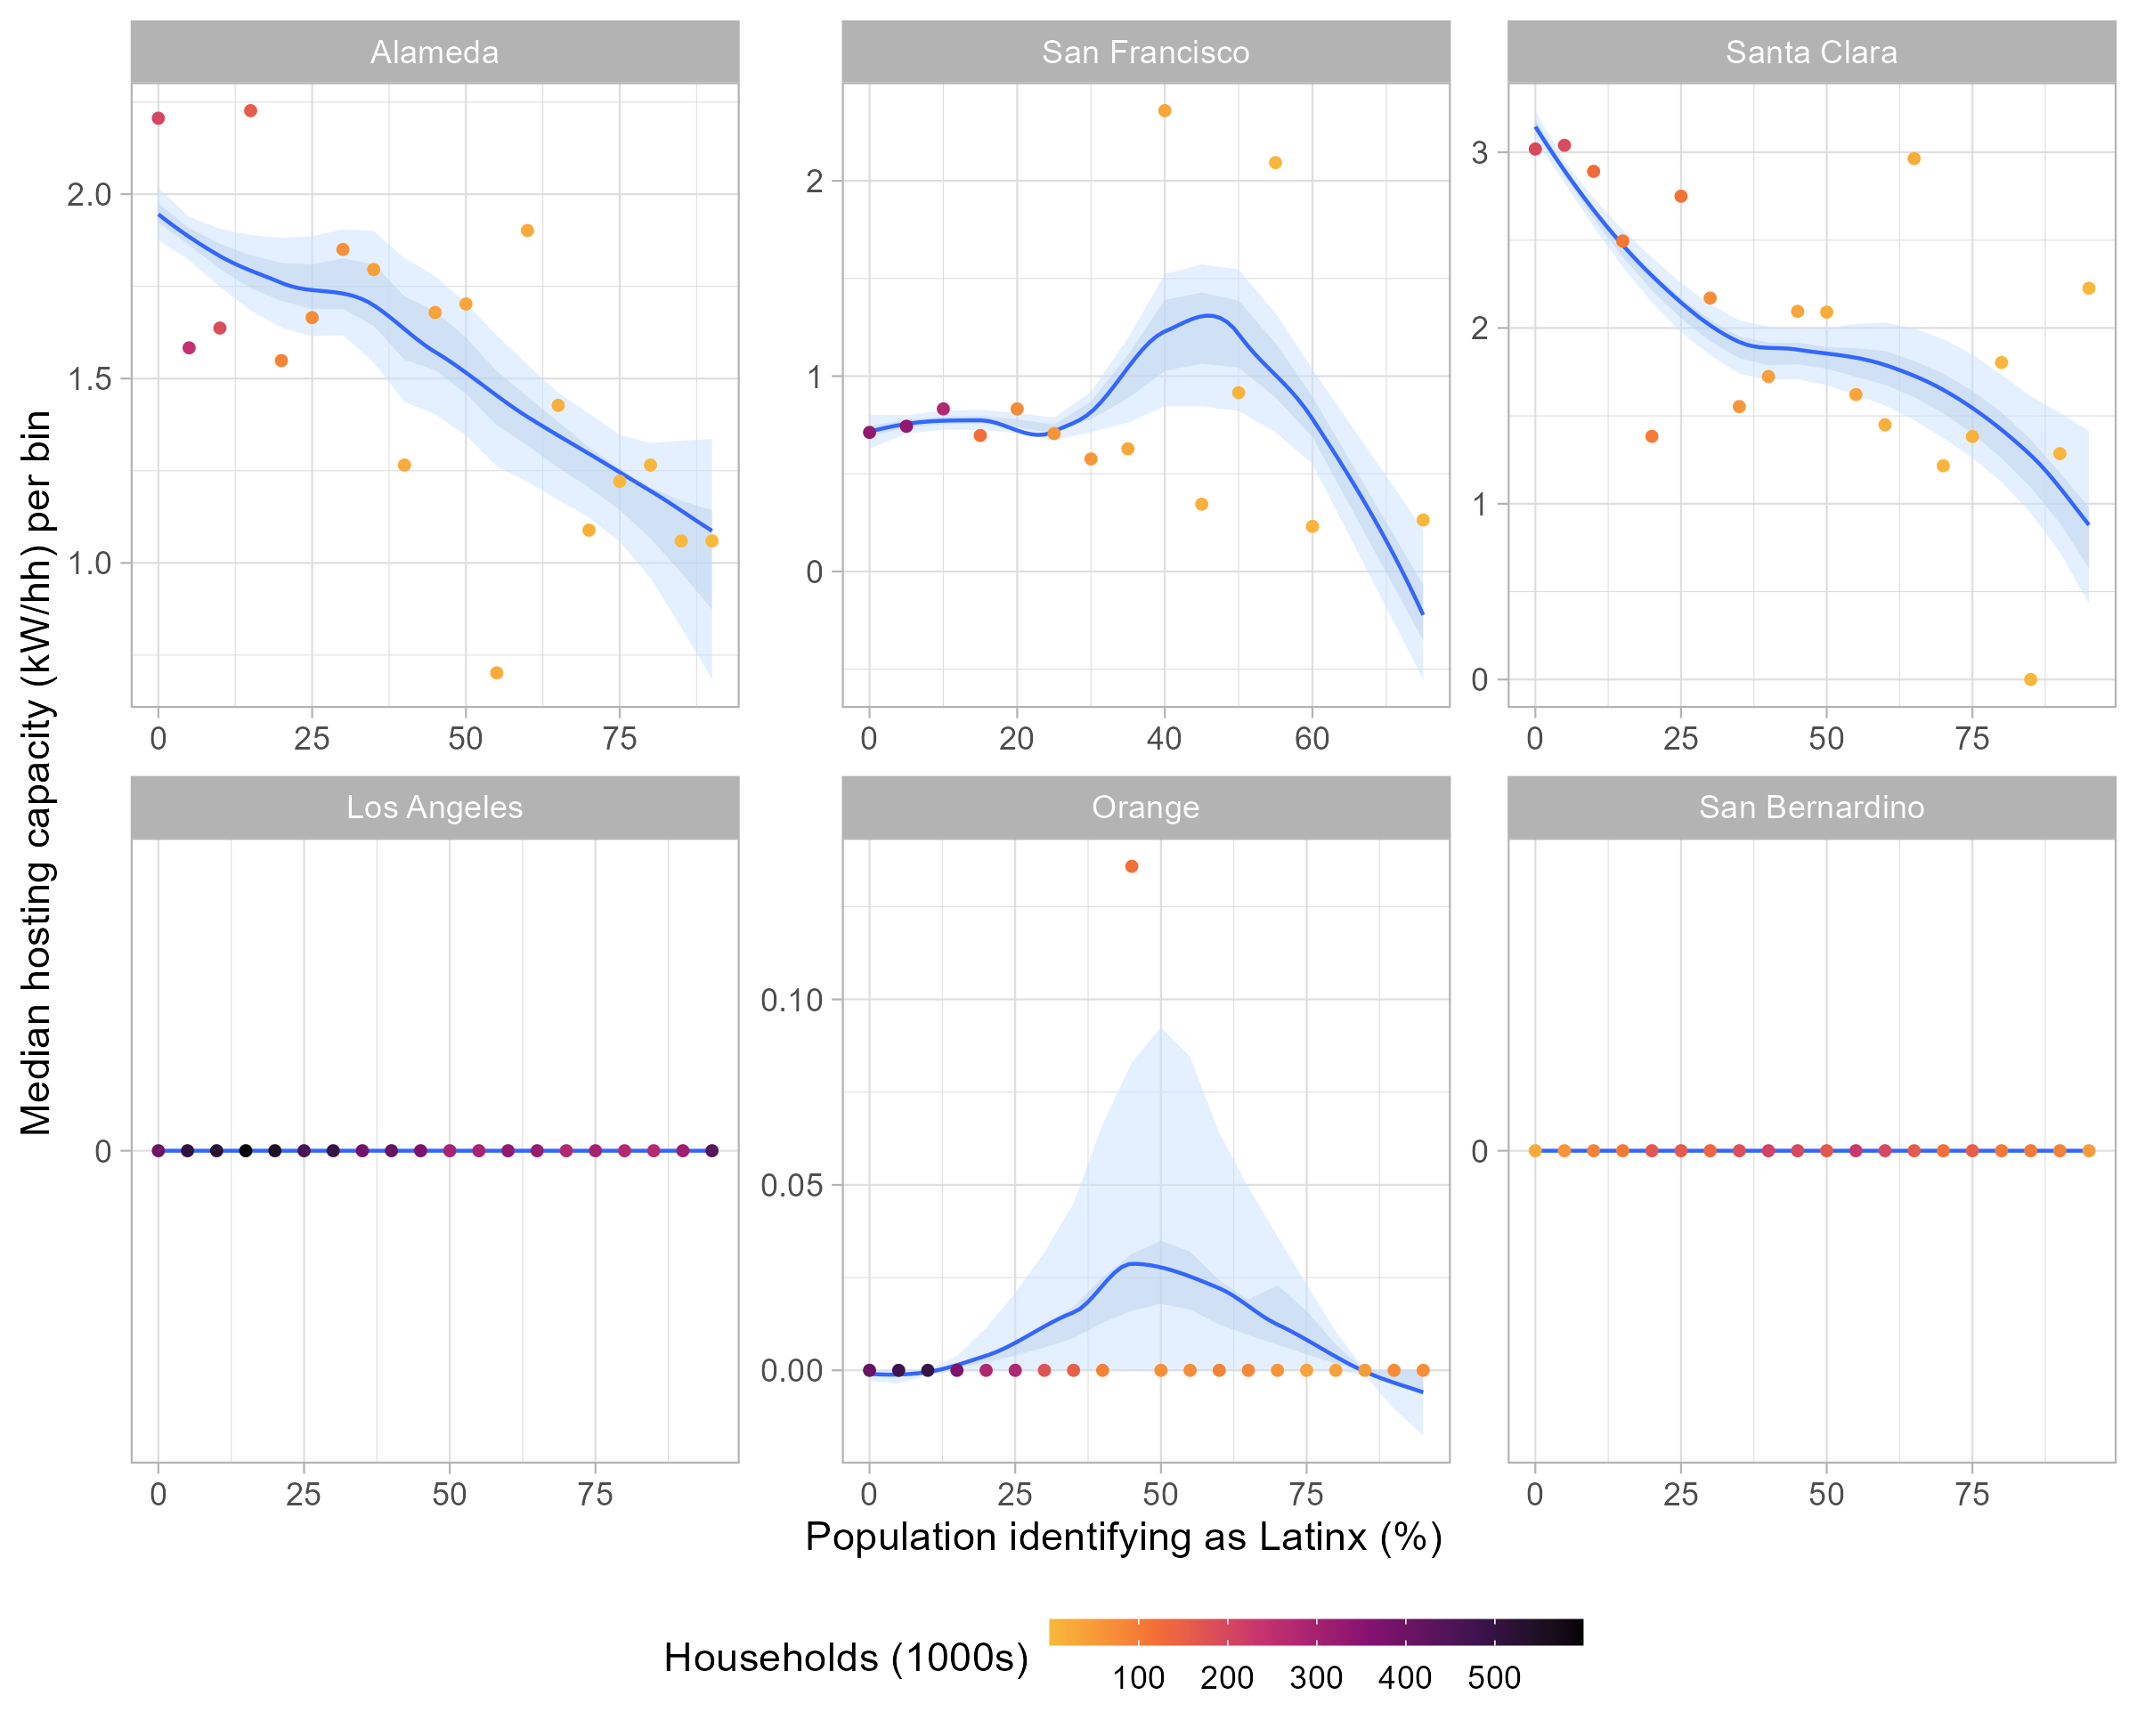 Alameda
San Francisco
Santa Clara
2.0
1.5
1.0
0 25 50 75
2
1
0
0 20 40 60
3
2
1
0
0 25 50 75
Median hosting capacity (kW/hh) per bin
Los Angeles
Orange
San Bernardino
0
0 25 50 75
0.10
0.05
0.00
0 25 50 75
0
0 25 50 75
Population identifying as Latinx (%)
Households (1000s)
100 200 300 400 500